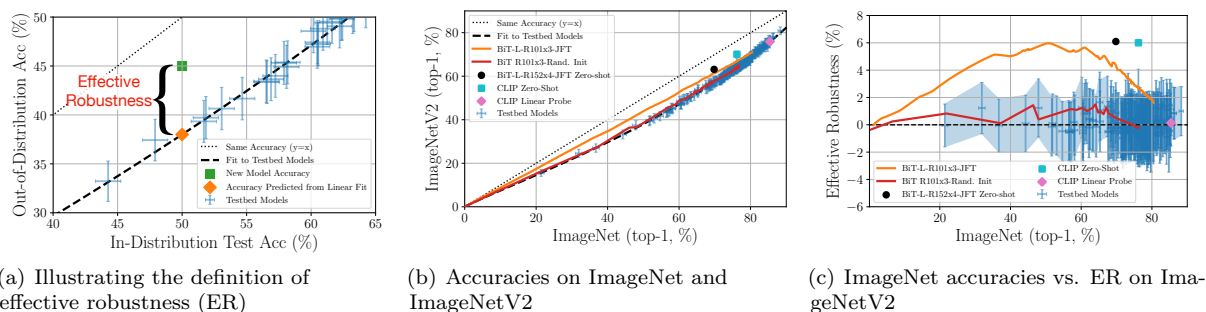 Out-of-Distribution Acc (%)
50
45
40
35
30
Effective
Robustness
Same Accuracy (y=x)
Fit to Testbed Models
New Model Accuracy
Accuracy Predicted from Linear Fit
Testbed Models
40 45 50 55 60 65
In-Distribution Test Acc (%)
(a) Illustrating the definition of
effective robustness (ER)
ImageNetV2 (top-1, %)
80
60
40
20
0
Same Accuracy (y=x)
Fit to Testbed Models
BiT-L-R101x3-JFT
BiT R101x3-Rand. Init
BiT-L-R152x4-JFT Zero-shot
CLIP Zero-Shot
CLIP Linear Probe
Testbed Models
20 40 60 80
ImageNet (top-1, %)
(b) Accuracies on ImageNet and
ImageNetV2
Effective Robustness (%)
8
6
4
2
0
−2
−4
−6
BiT-L-R101x3-JFT
BiT R101x3-Rand. Init
BiT-L-R152x4-JFT Zero-shot
CLIP Zero-Shot
CLIP Linear Probe
Testbed Models
20 40 60 80
ImageNet (top-1, %)
(c) ImageNet accuracies vs. ER on Ima-
geNetV2